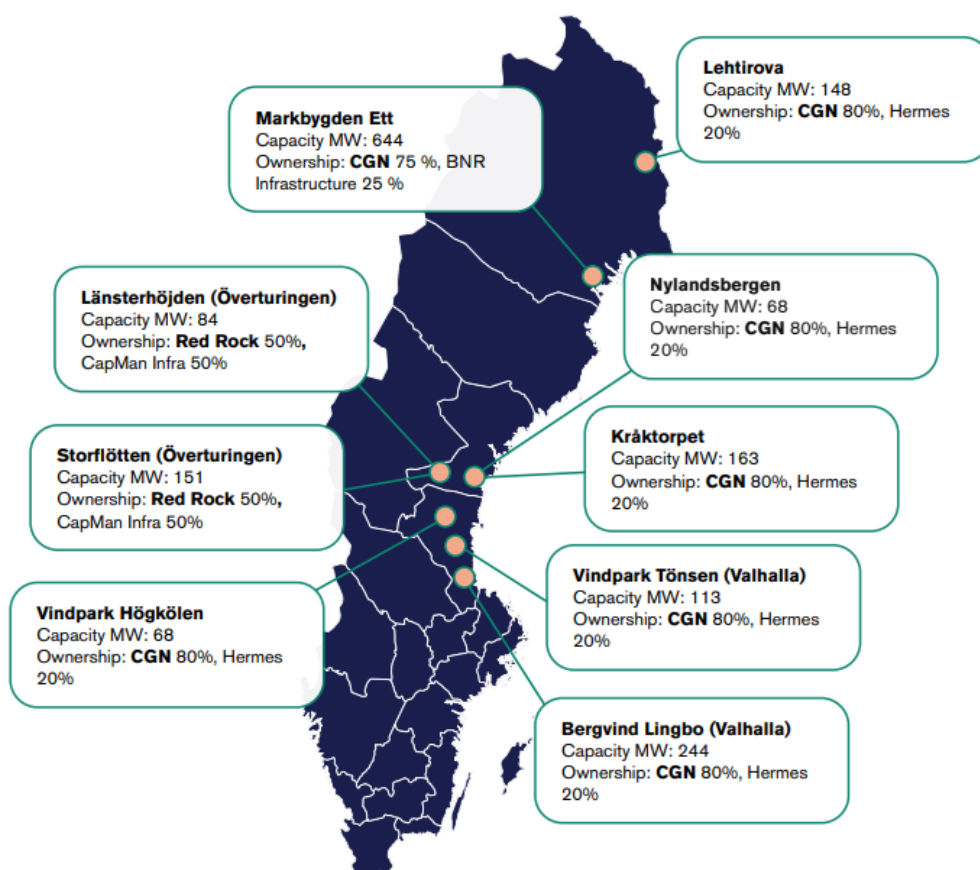 Lehtirova
Capacity MW: 148
Ownership: CGN 80%, Hermes
20%
Markbygden Ett
Capacity MW: 644
Ownership: CGN 75 %, BNR
Infrastructure 25 %
Nylandsbergen
Capacity MW: 68
Ownership: CGN 80%, Hermes
20%
Länsterhöjden (Överturingen)
Capacity MW: 84
Ownership: Red Rock 50%,
CapMan Infra 50%
Kråktorpet
Capacity MW: 163
Ownership: CGN 80%, Hermes
20%
Storflötten (Överturingen)
Capacity MW: 151
Ownership: Red Rock 50%,
CapMan Infra 50%
Vindpark Tönsen (Valhalla)
Capacity MW: 113
Ownership: CGN 80%, Hermes
20%
Vindpark Högkölen
Capacity MW: 68
Ownership: CGN 80%, Hermes
20%
Bergvind Lingbo (Valhalla)
Capacity MW: 244
Ownership: CGN 80%, Hermes
20%